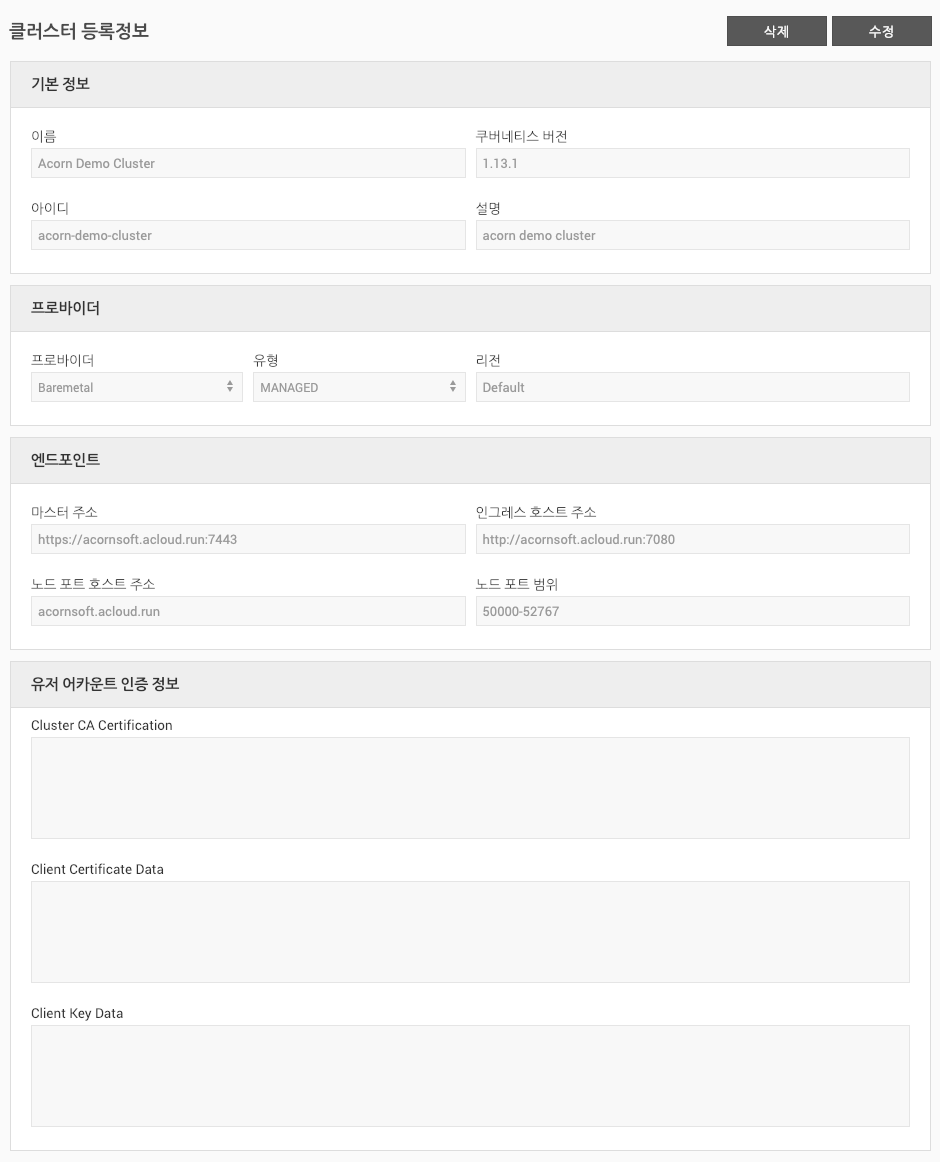 클러스터 등록정보
삭제
수정
기본 정보
이름
쿠버네티스 버전
Acorn Demo Cluster
1.13.1
아이디
설명
acorn-demo-cluster
acorn demo cluster
프로바이더
프로바이더
유형
리전
Baremetal
MANAGED
Default
엔드포인트
마스터 주소
인그레스 호스트 주소
https://acornsoft.acloud.run:7443
http://acornsoft.acloud.run:7080
노드 포트 호스트 주소
노드 포트 범위
acornsoft.acloud.run
50000-52767
유저 어카운트 인증 정보
Cluster CA Certification
Client Certificate Data
Client Key Data